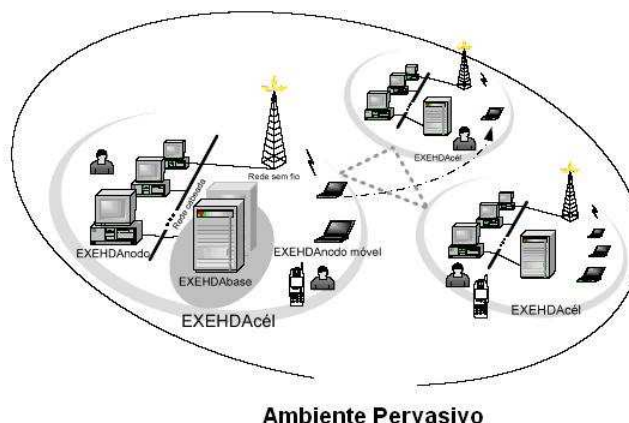 EXEHDAcél
Rede sem fio
Rede cabeada
EXEHDAnodo
EXEHDAnodo móvel
EXEHDAbase
EXEHDAcél
EXEHDAcél
Ambiente Pervasivo